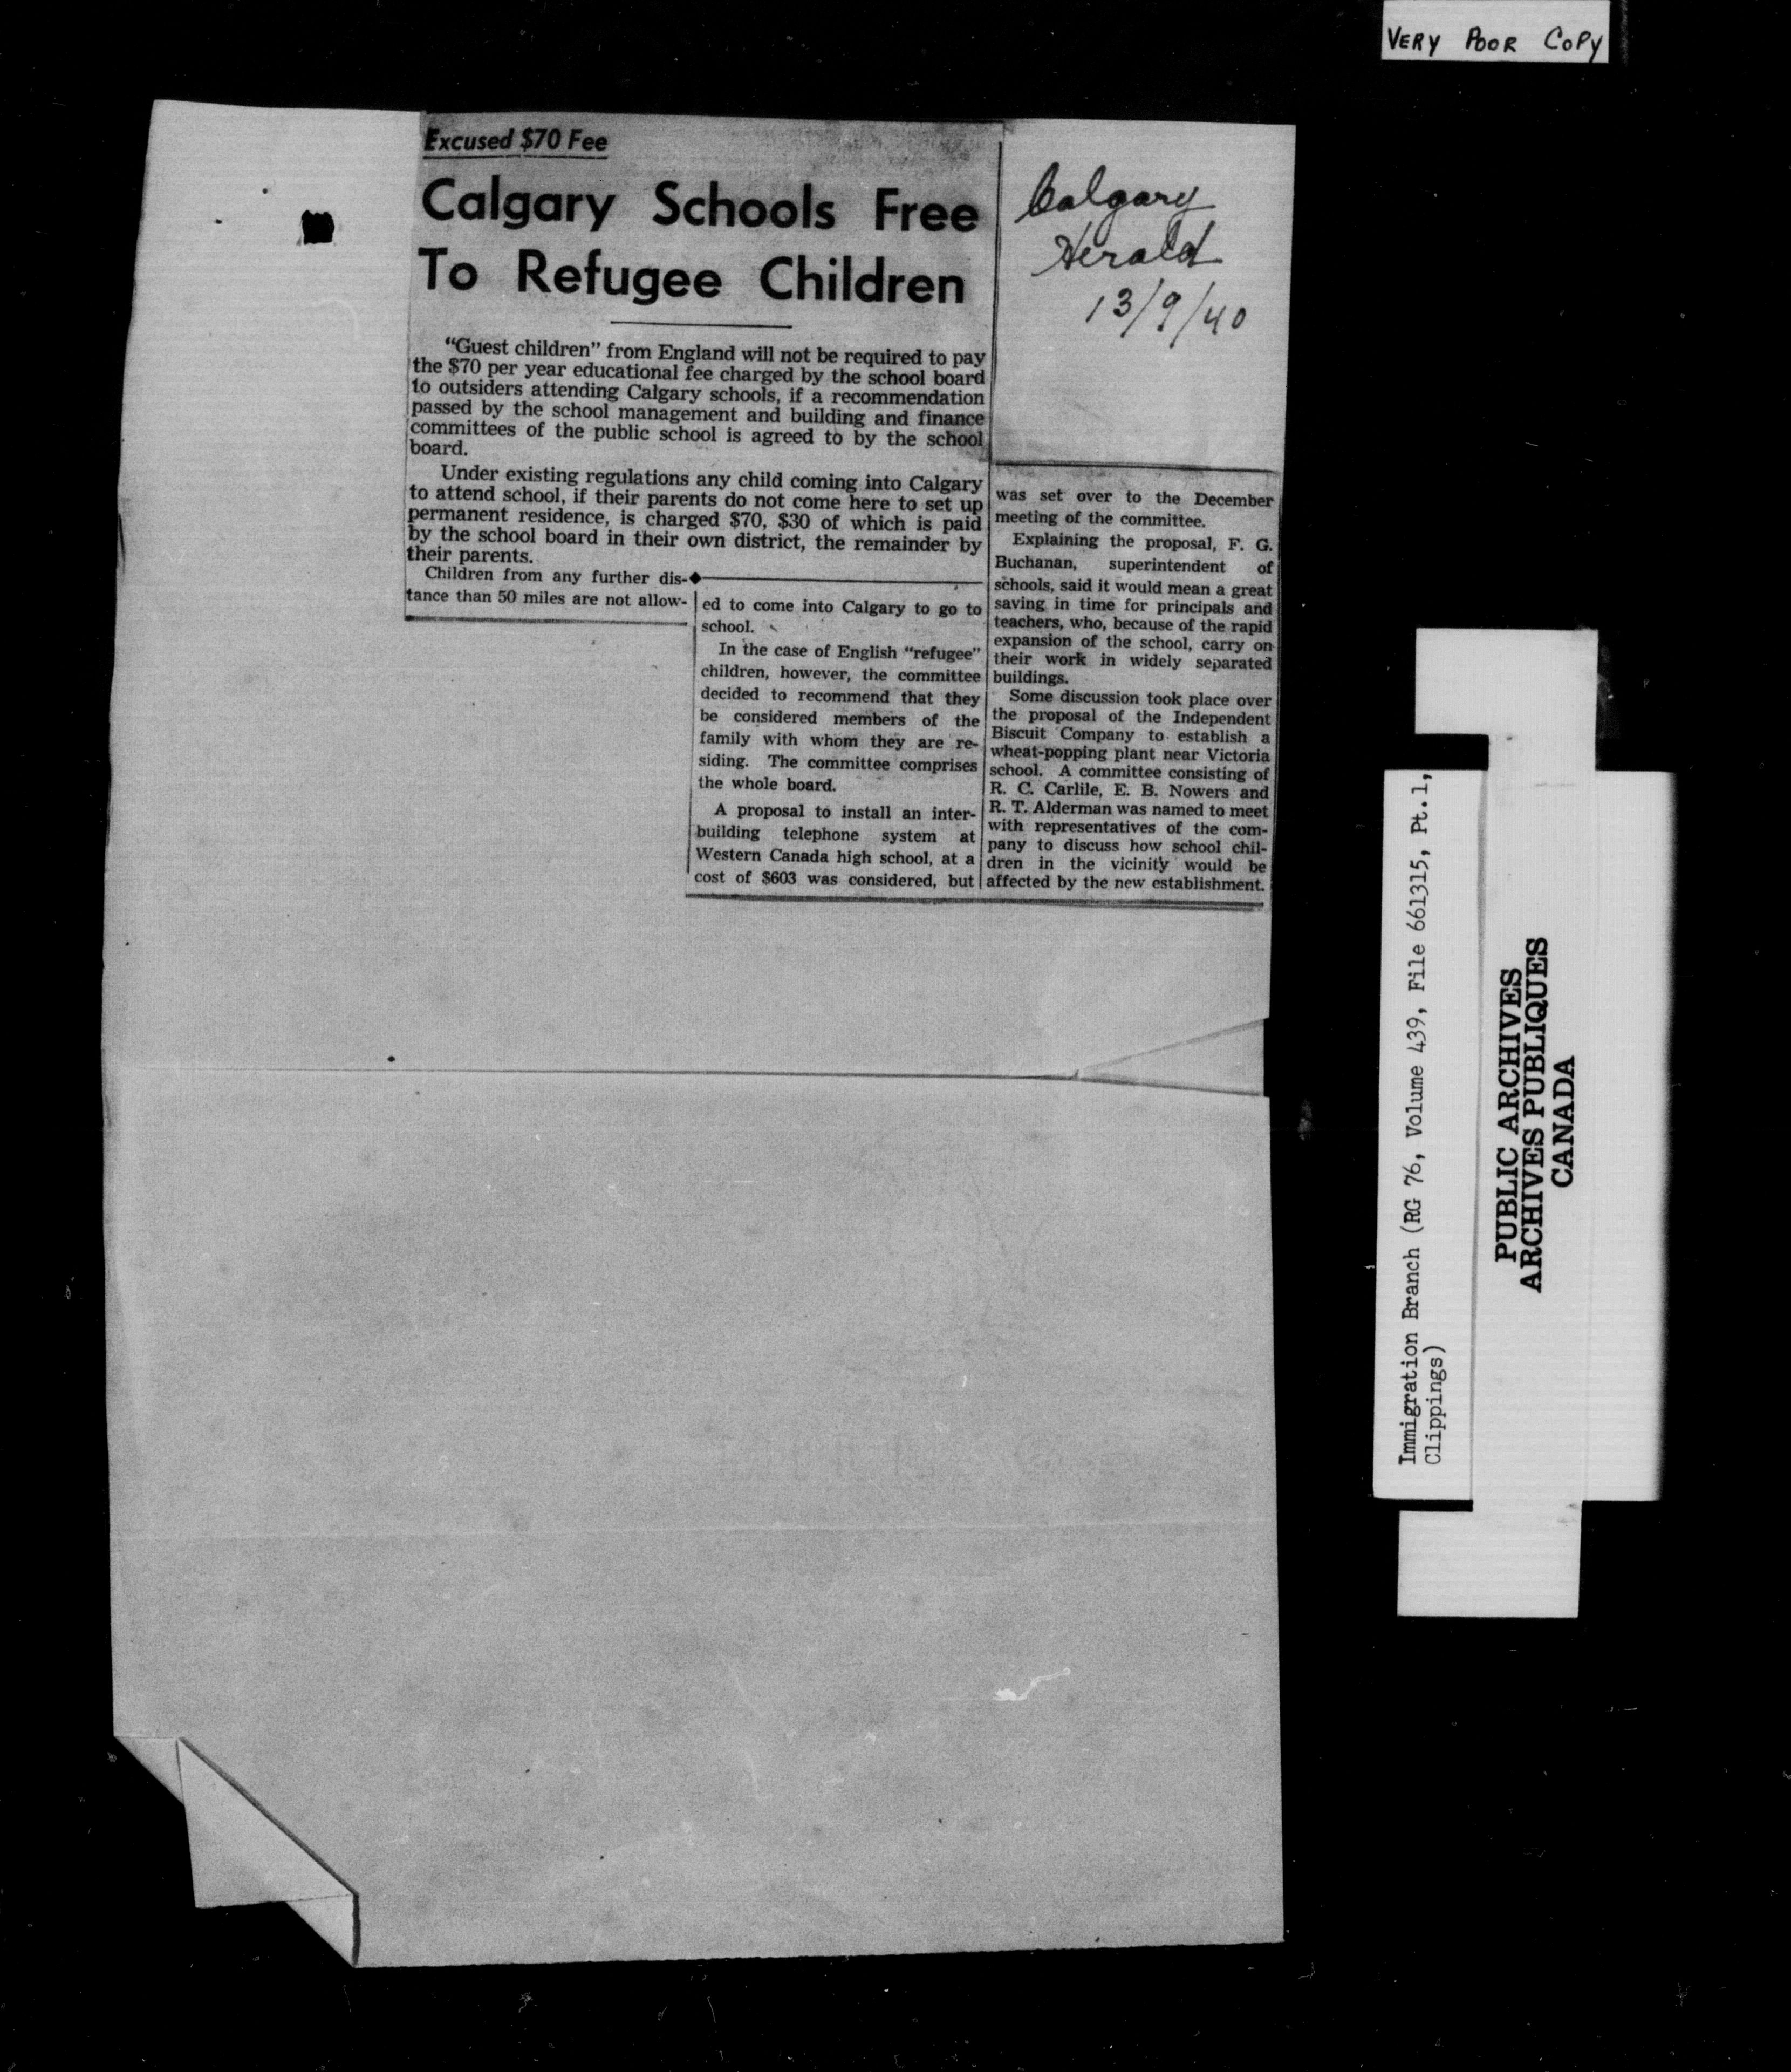 VERY POOR COPY
Excused $70 Fee
Calgary Schools Free
To Refugee Children
Calgary
Herald
13/9/40
"Guest children" from England will not be required to pay
the $70 per year educational fee charged by the school board
to outsiders attending Calgary schools, if a recommendation
passed by the school management and building and finance
committees of the public school is agreed to by the school
board.
Under existing regulations any child coming into Calgary
to attend school, if their parents do not come here to set up
permanent residence, is charged $70, $30 of which is paid
by the school board in their own district, the remainder by
their parents.
Children from any further dis-
tance than 50 miles are not allow-
ed to come into Calgary to go to
school.
In the case of English "refugee"
children, however, the committee
decided to recommend that they
be considered members of the
family with whom they are re-
siding. The committee comprises
the whole board.
A proposal to install an inter-
building telephone system at
Western Canada high school, at a
cost of $603 was considered, but
was set over to the December
meeting of the committee.
Explaining the proposal, F. G.
Buchanan, superintendent of
schools, said it would mean a great
saving in time for principals and
teachers, who, because of the rapid
expansion of the school, carry on
their work in widely separated
buildings.
Some discussion took place over
the proposal of the Independent
Biscuit Company to establish a
wheat-popping plant near Victoria
school. A committee consisting of
R. C. Carlile, E. B. Nowers and
R. T. Alderman was named to meet
with representatives of the com-
pany to discuss how school chil-
dren in the vicinity would be
affected by the new establishment.
Immigration Branch (RG 76, Volume 439, File 661315, Pt.1,
Clippings)
PUBLIC ARCHIVES
ARCHIVES PUBLIQUES
CANADA